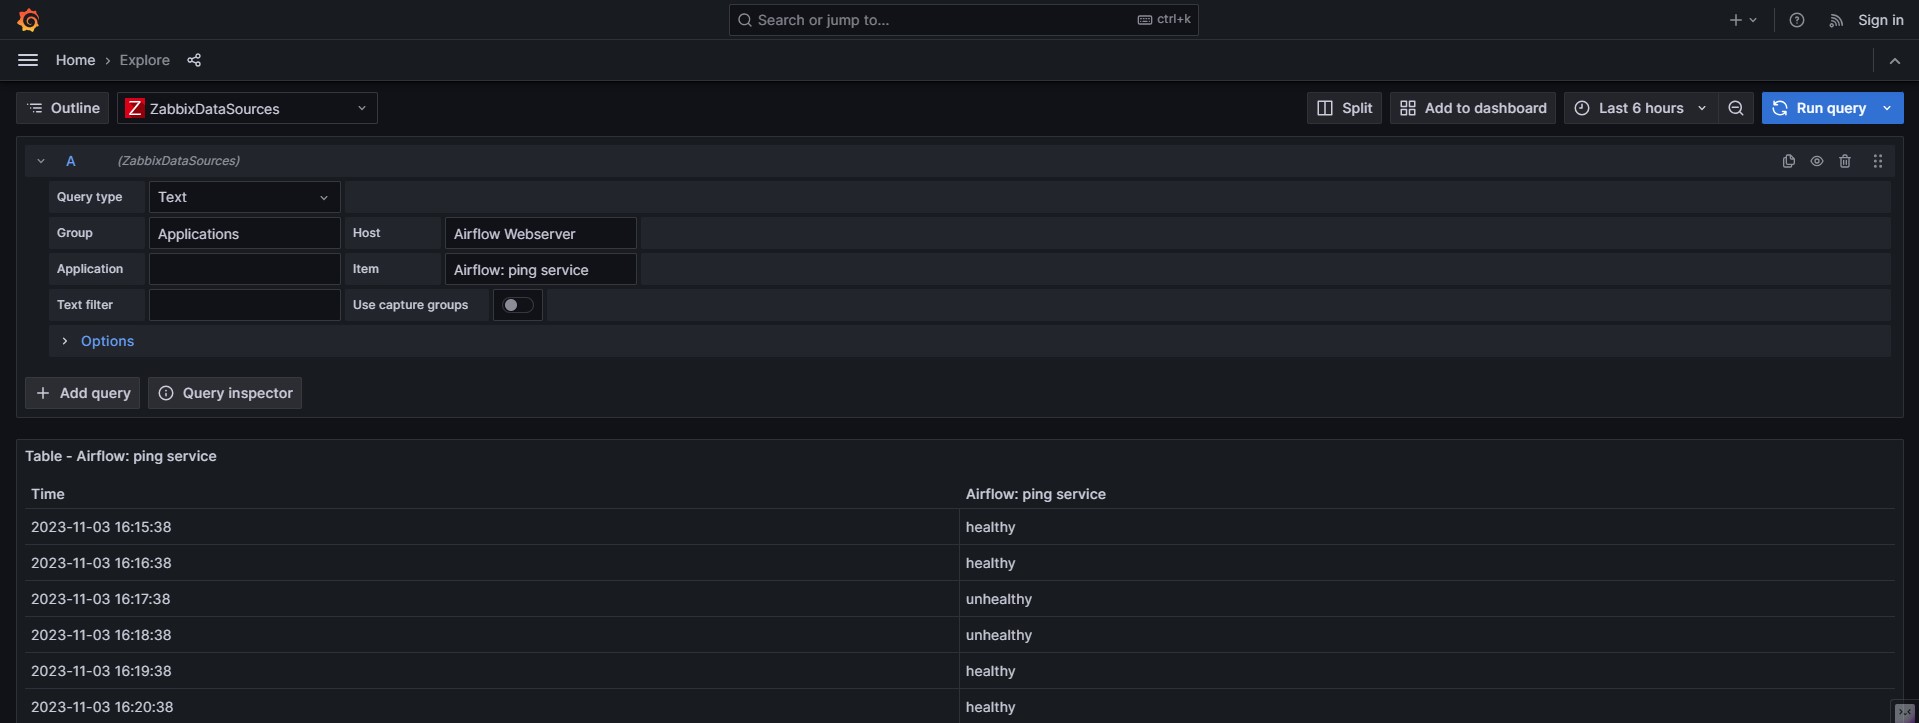 Search or jump to... ctrl+k Sign in
Home › Explore
Outline Z ZabbixDataSources Split Add to dashboard Last 6 hours Run query
A (ZabbixDataSources)
Query type Text
Group Applications Host Airflow Webserver
Application Item Airflow: ping service
Text filter Use capture groups
Options
+ Add query Query inspector
Table - Airflow: ping service
Time Airflow: ping service
2023-11-03 16:15:38 healthy
2023-11-03 16:16:38 healthy
2023-11-03 16:17:38 unhealthy
2023-11-03 16:18:38 unhealthy
2023-11-03 16:19:38 healthy
2023-11-03 16:20:38 healthy